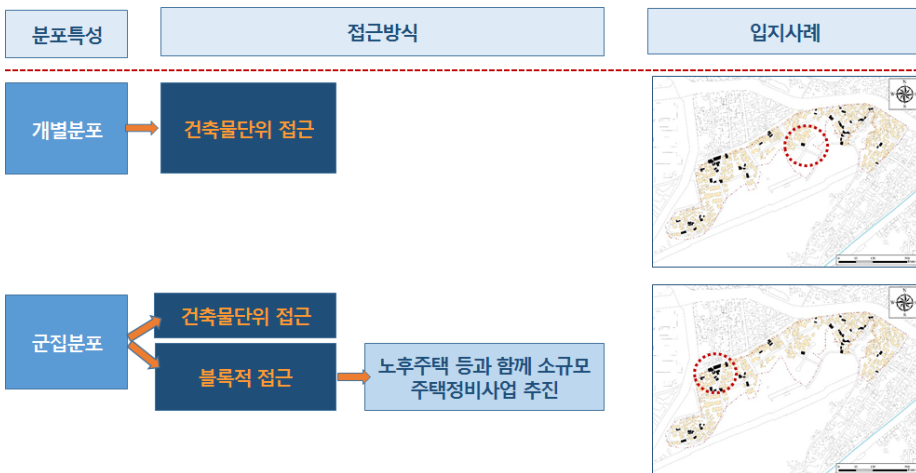 분포특성
접근방식
입지사례
개별분포
건축물단위 접근
군집분포
건축물단위 접근
블록적 접근
노후주택 등과 함께 소규모
주택정비사업 추진